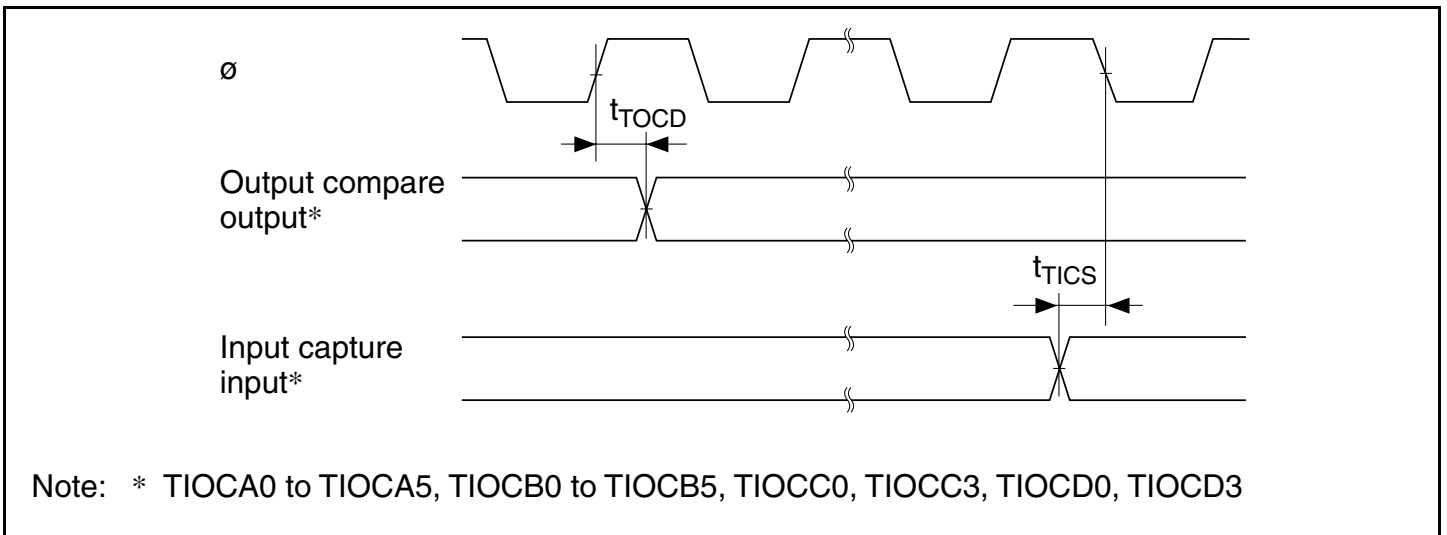 ø
tTOCD
Output compare
output*
tTICS
Input capture
input*
Note: * TIOCA0 to TIOCA5, TIOCB0 to TIOCB5, TIOCC0, TIOCC3, TIOCD0, TIOCD3